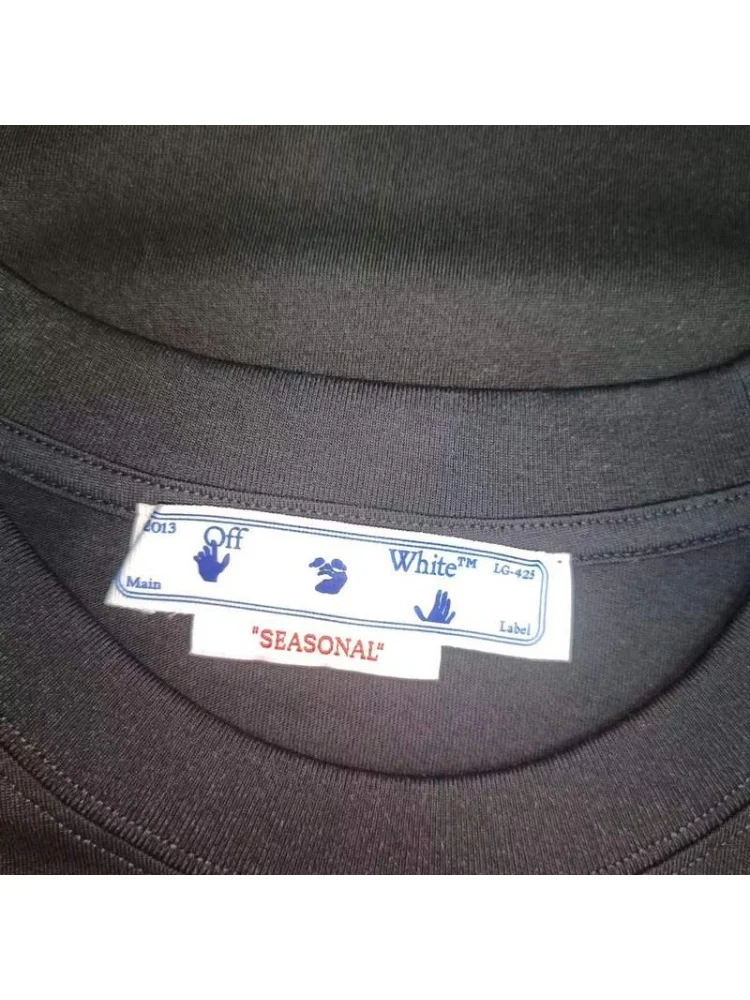 2013
Off
White™
LG-425
Main
Label
"SEASONAL"